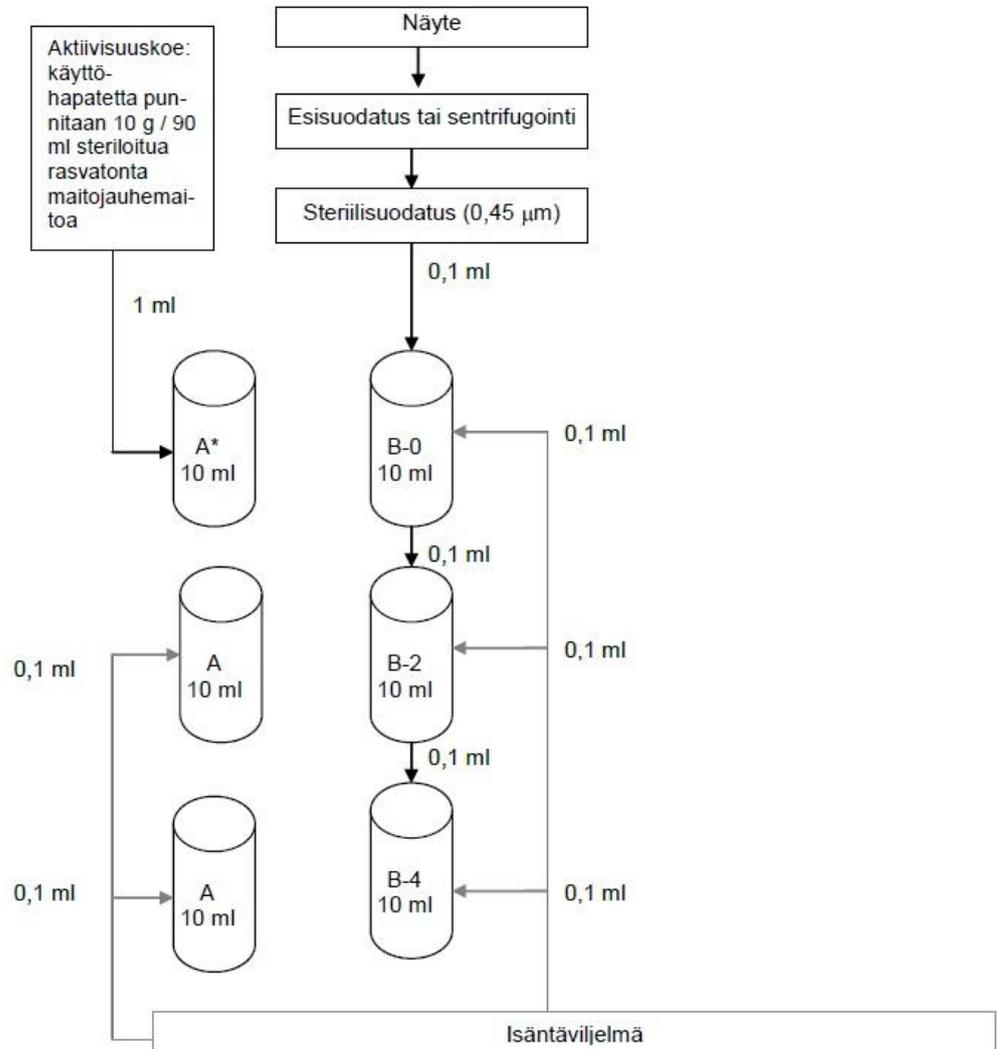 Näyte
Aktiivisuuskoe:
käyttö-
hapatetta pun-
nitaan 10 g / 90
ml steriloitua
rasvatonta
maitojauhemai-
toa
Esisuodatus tai sentrifugointi
Steriilisuodatus (0,45 μm)
0,1 ml
1 ml
A*
10 ml
B-0
10 ml
0,1 ml
0,1 ml
0,1 ml
A
10 ml
B-2
10 ml
0,1 ml
0,1 ml
0,1 ml
A
10 ml
B-4
10 ml
0,1 ml
Isäntäviljelmä